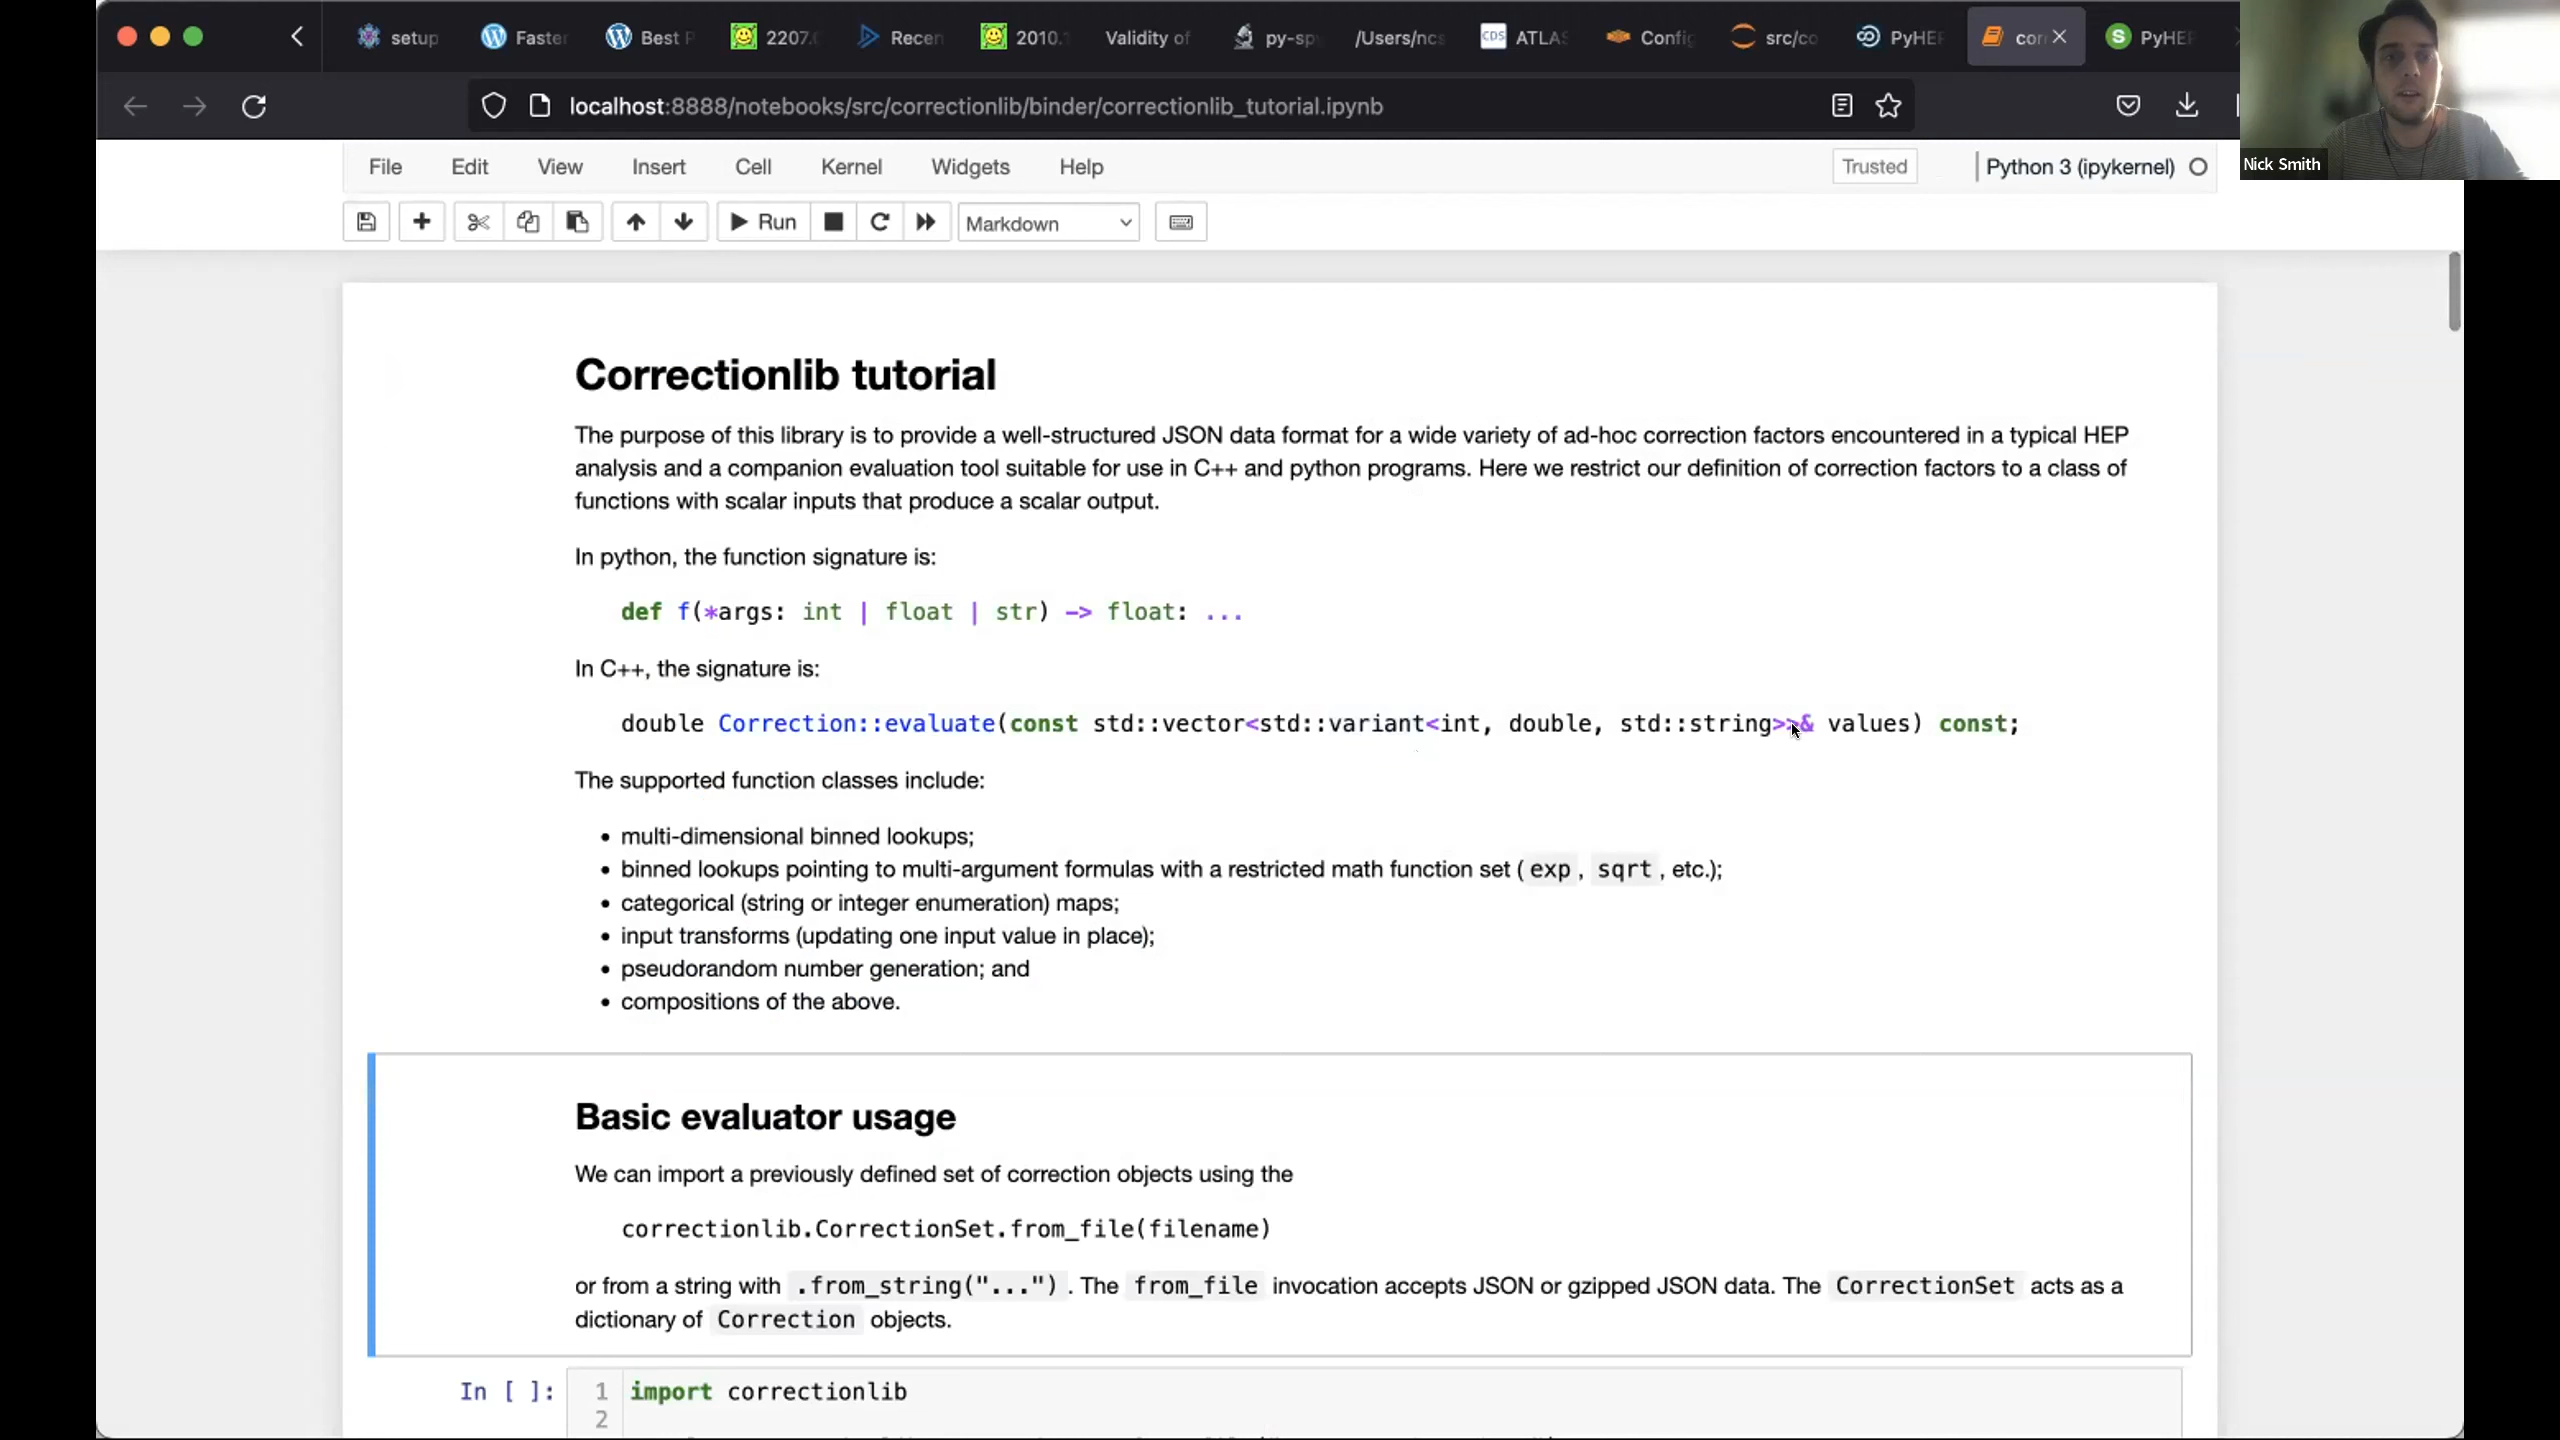 setup
Faster
Best P
2207.
Recen
2010.
Validity of
py-sp
/Users/ncs
CDS
ATLAS
Config
src/co
PyHEP
cor
S
PyHEP
localhost:8888/notebooks/src/correctionlib/binder/correctionlib_tutorial.ipynb
Nick Smith
File Edit View Insert Cell Kernel Widgets Help Trusted Python 3 (ipykernel)
Run Markdown
Correctionlib tutorial
The purpose of this library is to provide a well-structured JSON data format for a wide variety of ad-hoc correction factors encountered in a typical HEP
analysis and a companion evaluation tool suitable for use in C++ and python programs. Here we restrict our definition of correction factors to a class of
functions with scalar inputs that produce a scalar output.
In python, the function signature is:
def f(*args: int | float | str) -> float: ...
In C++, the signature is:
double Correction::evaluate(const std::vector<std::variant<int, double, std::string>>& values) const;
The supported function classes include:
• multi-dimensional binned lookups;
• binned lookups pointing to multi-argument formulas with a restricted math function set ( exp , sqrt , etc.);
• categorical (string or integer enumeration) maps;
• input transforms (updating one input value in place);
• pseudorandom number generation; and
• compositions of the above.
Basic evaluator usage
We can import a previously defined set of correction objects using the
correctionlib.CorrectionSet.from_file(filename)
or from a string with .from_string("...") . The from_file invocation accepts JSON or gzipped JSON data. The CorrectionSet acts as a
dictionary of Correction objects.
In [ ]: 1 import correctionlib
2